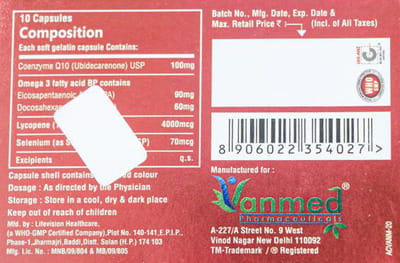 10 Capsules
Composition
Each soft gelatin capsule Contains:
Coenzyme Q10 (Ubidecarenone) USP 100mg
Omega 3 fatty acid BP contains
Eicosapentaenoic 90mg
Docosahexa 60mg
Lycopene 4000mcg
Selenium (as 70mcg
Excipients q.s.
Capsule shell contains colour
Dosage : As directed by the Physician
Storage : Store in a cool, dry & dark place
Keep out of reach of children
Mfg. by : Lifevision Healthcare.
(a WHO-GMP Certified Company),Plot No. 140-141,E.P.I.P.,
Phase-1,Jharmajri,Baddi,Distt. Solan (H.P.) 174 103
Mfg. Lic. No.: MNB/09/804 & MB/09/805
Batch No., Mfg. Date, Exp. Date &
Max. Retail Price ₹ : (Incl. of All Taxes)
WHO
8 906022 354027
Manufactured for :
Vanmed
Pharmaceuticals
A-227/A Street No. 9 West
Vinod Nagar New Delhi 110092
TM-Trademark / ® Registered
ACVANM-20